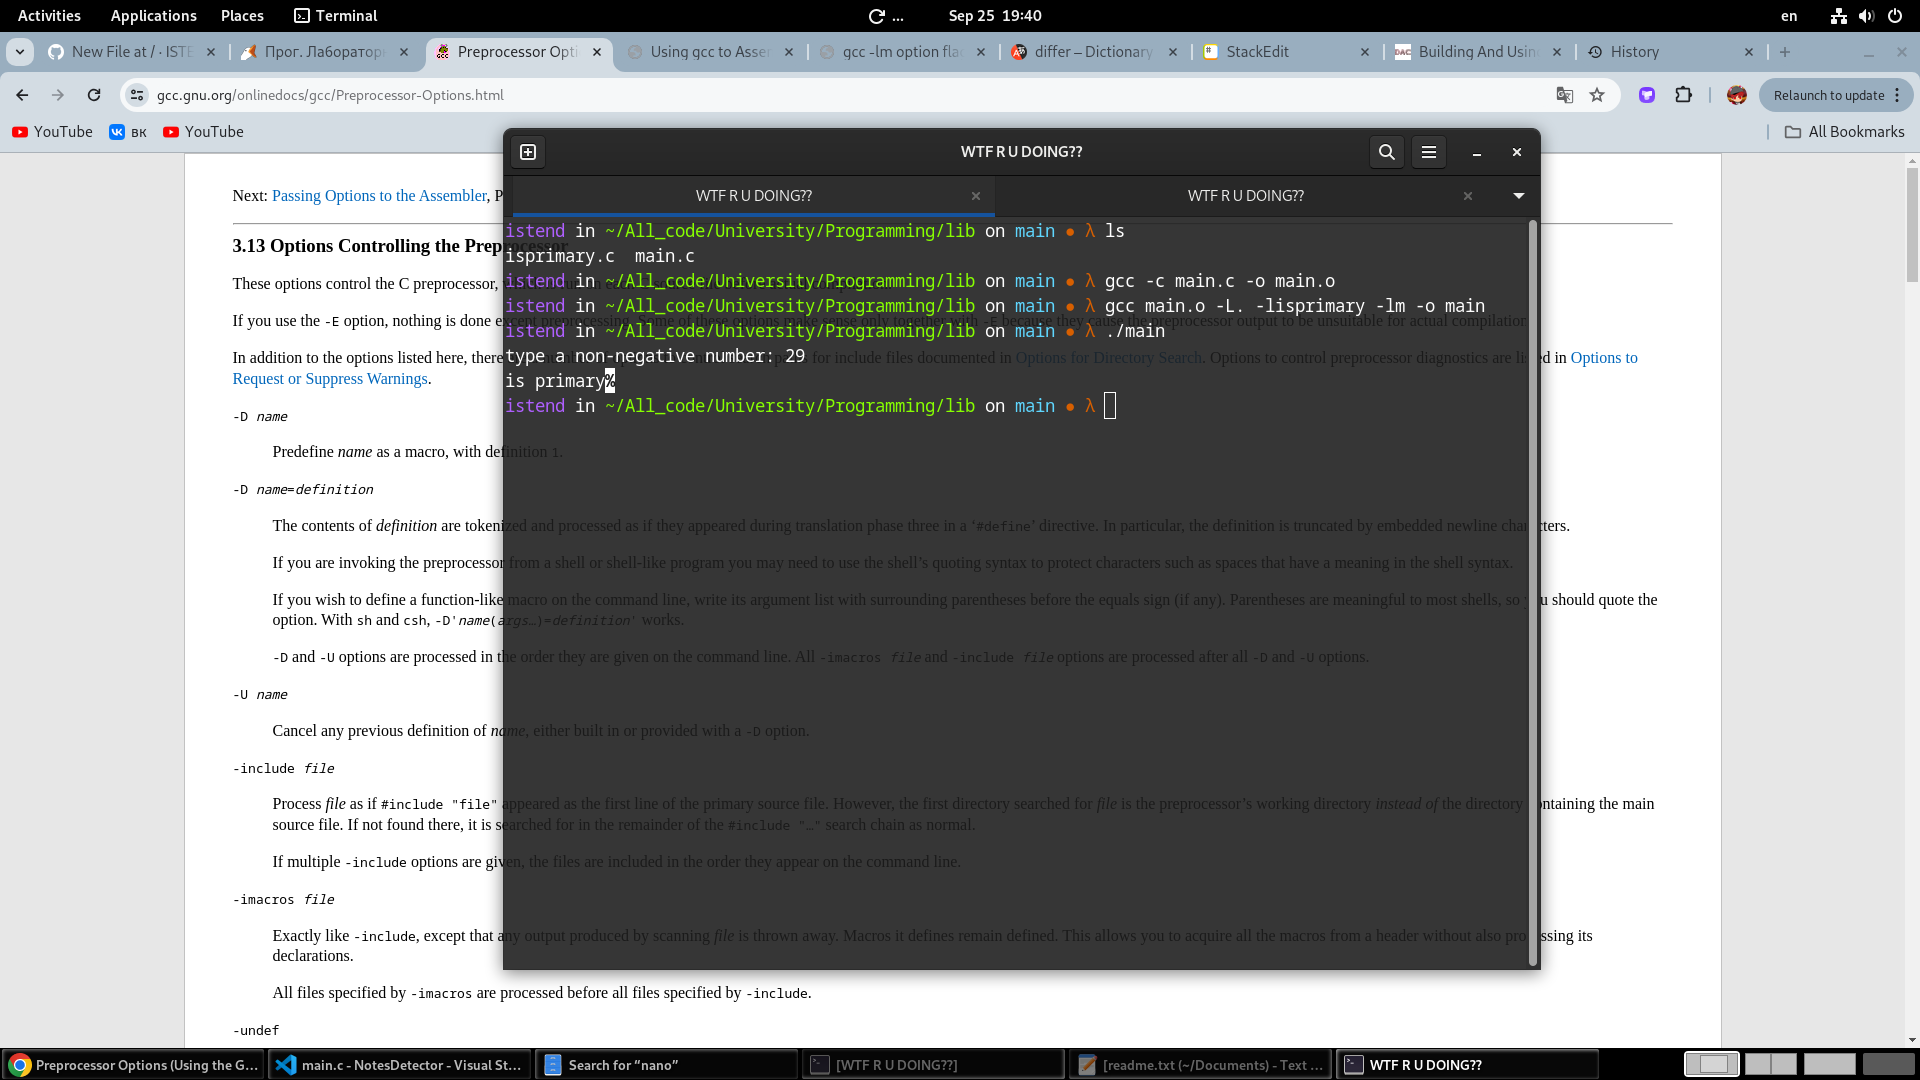 Activities Applications Places Terminal ... Sep 25 19:40 en
New File at / · ISTE Прог. Лаборатор Preprocessor Opti Using gcc to Asse gcc -lm option fla differ – Dictionary StackEdit Building And Usin History
gcc.gnu.org/onlinedocs/gcc/Preprocessor-Options.html Relaunch to update
YouTube вк YouTube All Bookmarks
WTF R U DOING??
WTF R U DOING?? WTF R U DOING??
istend in ~/All_code/University/Programming/lib on main ● λ ls
isprimary.c main.c
istend in ~/All_code/University/Programming/lib on main ● λ gcc -c main.c -o main.o
istend in ~/All_code/University/Programming/lib on main ● λ gcc main.o -L. -lisprimary -lm -o main
istend in ~/All_code/University/Programming/lib on main ● λ ./main
type a non-negative number: 29
is primary%
istend in ~/All_code/University/Programming/lib on main ● λ
Next: Passing Options to the Assembler, P
3.13 Options Controlling the Preprocessor
These options control the C preprocessor,
If you use the -E option, nothing is done except preprocessing. Some of these options make sense only together with -E because they cause the preprocessor output to be unsuitable for actual compilation
In addition to the options listed here, there for include files documented in Options for Directory Search. Options to control preprocessor diagnostics are listed in Options to
Request or Suppress Warnings.
-D name
Predefine name as a macro, with definition 1.
-D name=definition
The contents of definition are tokenized and processed as if they appeared during translation phase three in a ‘#define’ directive. In particular, the definition is truncated by embedded newline characters.
If you are invoking the preprocessor from a shell or shell-like program you may need to use the shell’s quoting syntax to protect characters such as spaces that have a meaning in the shell syntax.
If you wish to define a function-like macro on the command line, write its argument list with surrounding parentheses before the equals sign (if any). Parentheses are meaningful to most shells, so you should quote the
option. With sh and csh, -D'name(args…)=definition' works.
-D and -U options are processed in the order they are given on the command line. All -imacros file and -include file options are processed after all -D and -U options.
-U name
Cancel any previous definition of name, either built in or provided with a -D option.
-include file
Process file as if #include "file" appeared as the first line of the primary source file. However, the first directory searched for file is the preprocessor’s working directory instead of the directory containing the main
source file. If not found there, it is searched for in the remainder of the #include "…" search chain as normal.
If multiple -include options are given, the files are included in the order they appear on the command line.
-imacros file
Exactly like -include, except that any output produced by scanning file is thrown away. Macros it defines remain defined. This allows you to acquire all the macros from a header without also processing its
declarations.
All files specified by -imacros are processed before all files specified by -include.
-undef
Preprocessor Options (Using the G... main.c - NotesDetector - Visual St... Search for “nano” [WTF R U DOING??] [readme.txt (~/Documents) - Text ... WTF R U DOING??